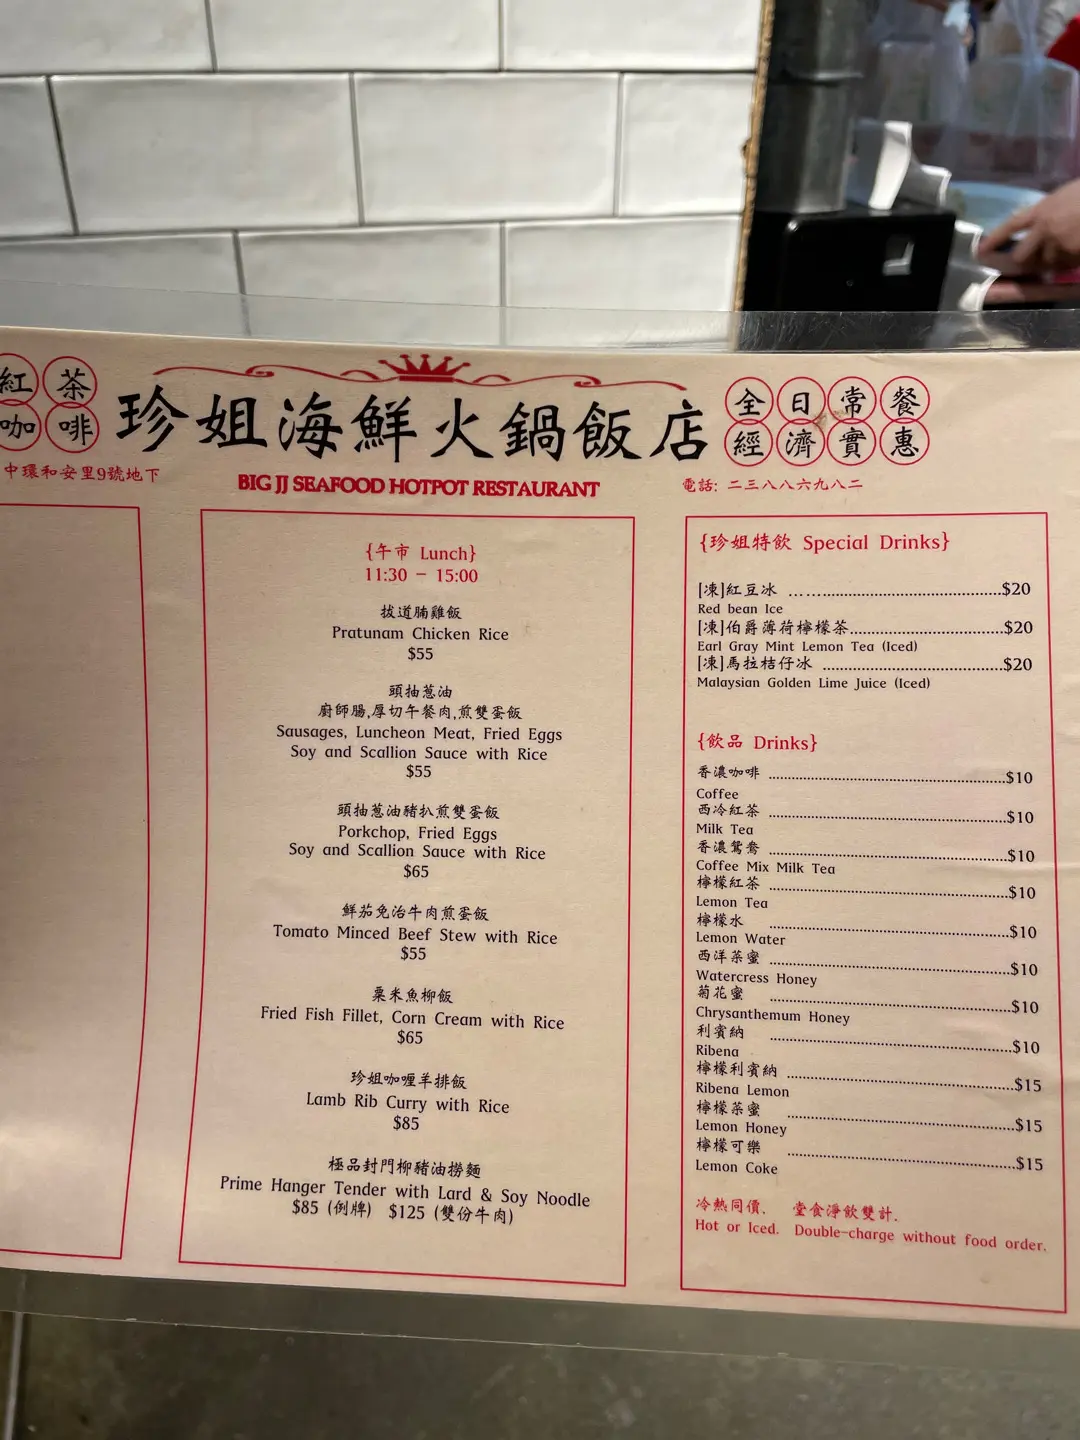 紅茶
咖啡
珍姐海鮮火鍋飯店
全日常餐
經濟實惠
中環和安里9號地下
BIG JJ SEAFOOD HOTPOT RESTAURANT
電話: 二三八八六九八二
{午市 Lunch}
11:30 - 15:00
拔道腩雞飯
Pratunam Chicken Rice
$55
頭抽蔥油
廚師腸,厚切午餐肉,煎雙蛋飯
Sausages, Luncheon Meat, Fried Eggs
Soy and Scallion Sauce with Rice
$55
頭抽蔥油豬扒煎雙蛋飯
Porkchop, Fried Eggs
Soy and Scallion Sauce with Rice
$65
鮮茄免治牛肉煎蛋飯
Tomato Minced Beef Stew with Rice
$55
粟米魚柳飯
Fried Fish Fillet, Corn Cream with Rice
$65
珍姐咖喱羊排飯
Lamb Rib Curry with Rice
$85
極品封門柳豬油撈麵
Prime Hanger Tender with Lard & Soy Noodle
$85 (例牌) $125 (雙份牛肉)
{珍姐特飲 Special Drinks}
[凍]紅豆冰 ........$20
Red bean Ice
[凍]伯爵薄荷檸檬茶........$20
Earl Gray Mint Lemon Tea (Iced)
[凍]馬拉桔仔冰 ........$20
Malaysian Golden Lime Juice (Iced)
{飲品 Drinks}
香濃咖啡 ........$10
Coffee
西冷紅茶 ........$10
Milk Tea
香濃鴛鴦 ........$10
Coffee Mix Milk Tea
檸檬紅茶 ........$10
Lemon Tea
檸檬水 ........$10
Lemon Water
西洋菜蜜 ........$10
Watercress Honey
菊花蜜 ........$10
Chrysanthemum Honey
利賓納 ........$10
Ribena
檸檬利賓納 ........$15
Ribena Lemon
檸檬菜蜜 ........$15
Lemon Honey
檸檬可樂 ........$15
Lemon Coke
冷熱同價. 堂食淨飲雙計.
Hot or Iced. Double-charge without food order.